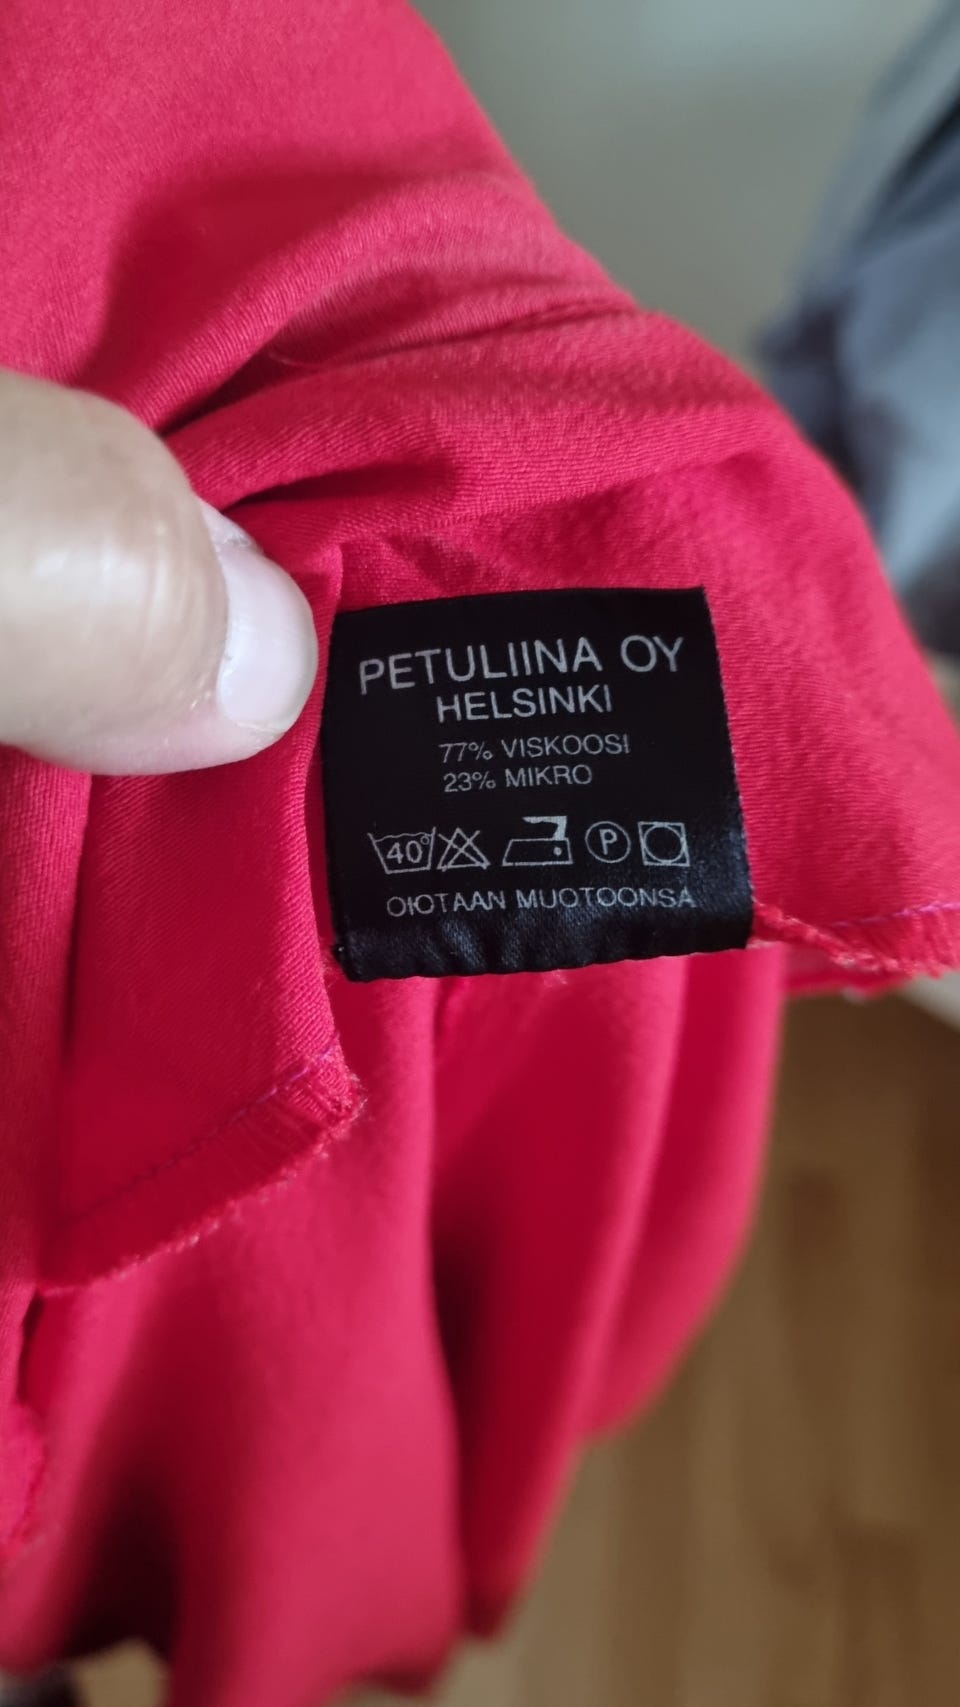 PETULIINA OY
HELSINKI
77% VISKOOSI
23% MIKRO
40° P
OIOTAAN MUOTOONSA